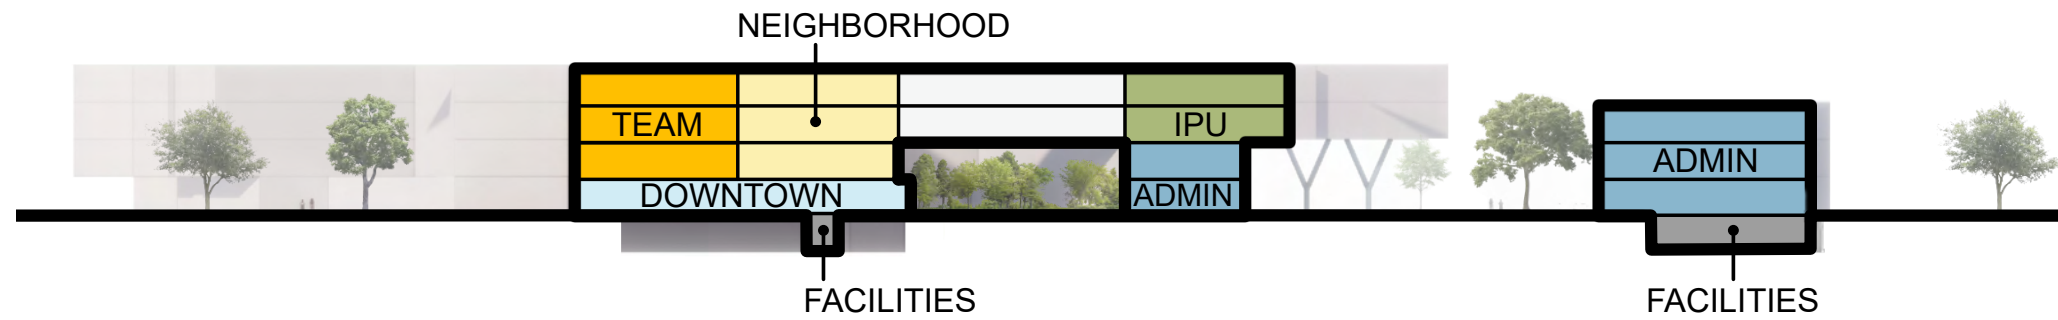 NEIGHBORHOOD
TEAM
IPU
ADMIN
DOWNTOWN
ADMIN
FACILITIES
FACILITIES